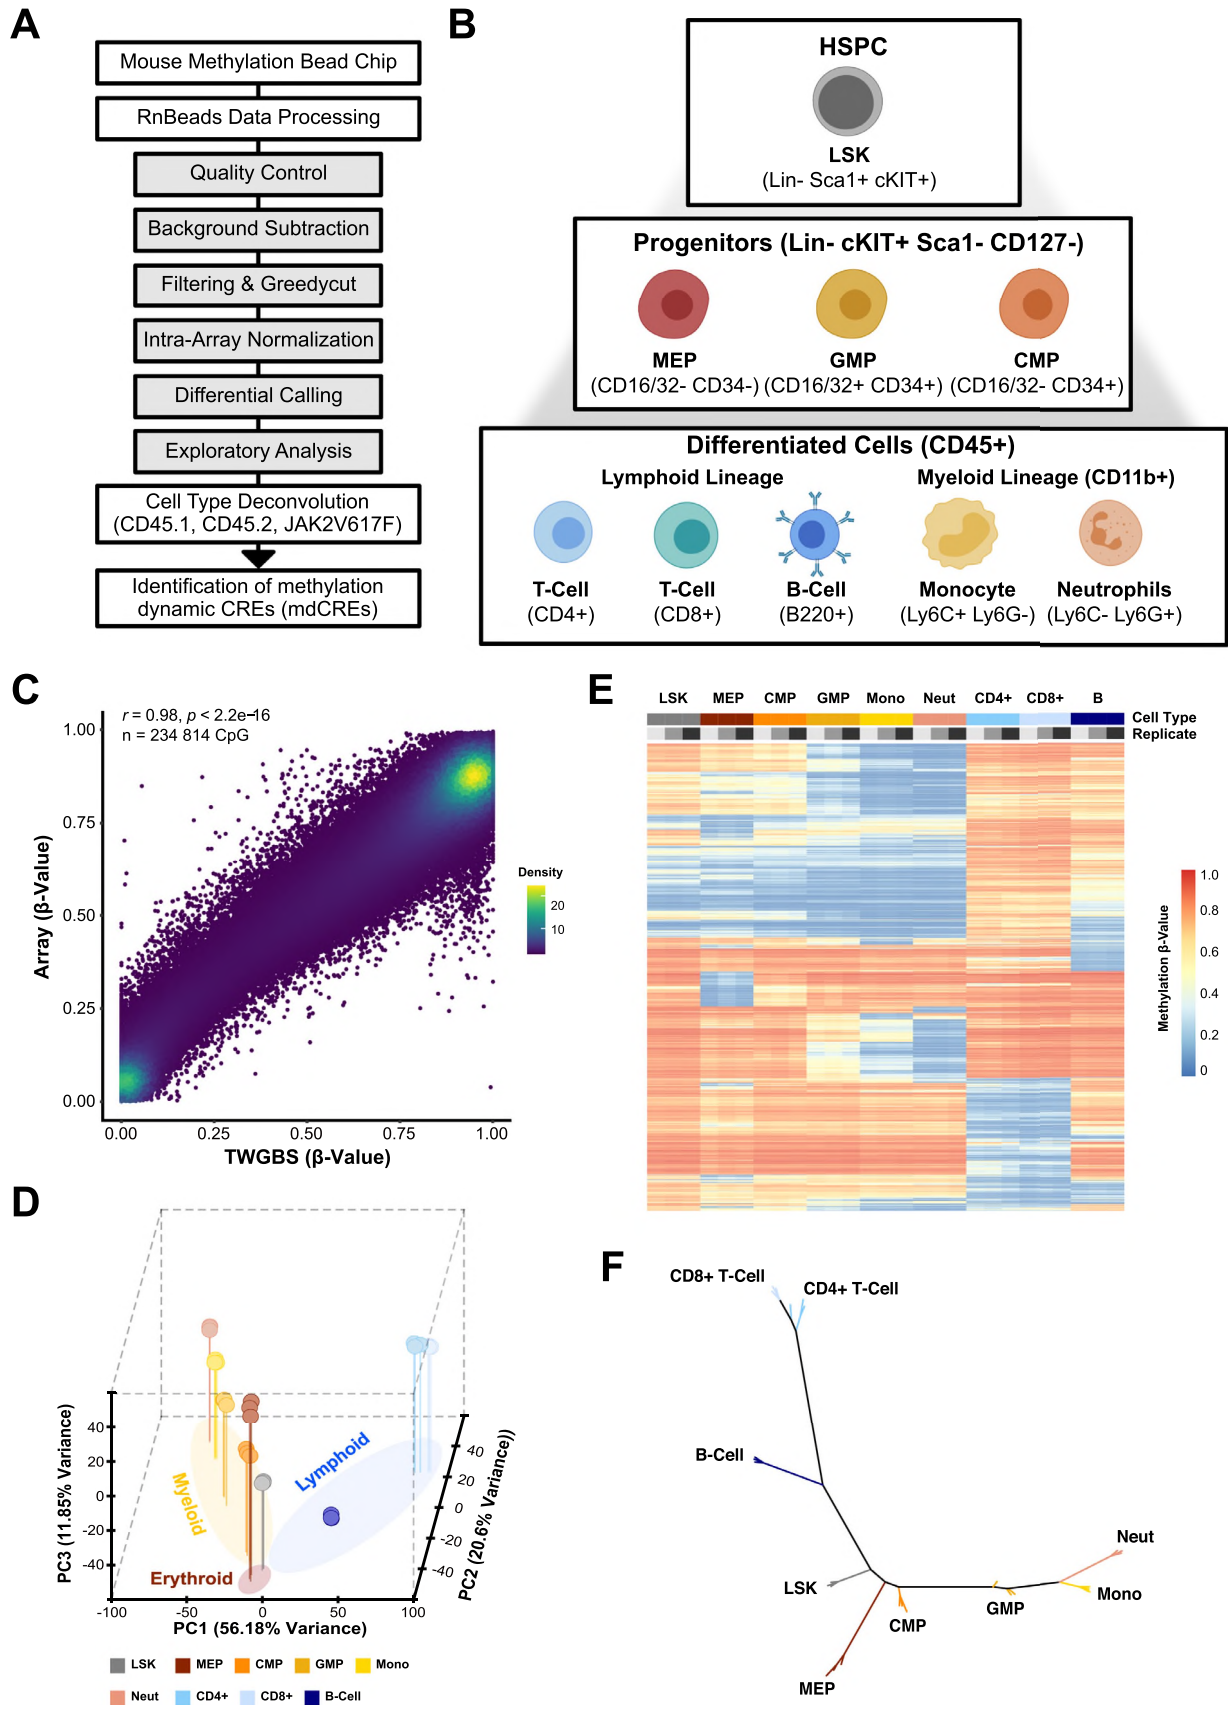 A
Mouse Methylation Bead Chip
RnBeads Data Processing
Quality Control
Background Subtraction
Filtering & Greedycut
Intra-Array Normalization
Differential Calling
Exploratory Analysis
Cell Type Deconvolution
(CD45.1, CD45.2, JAK2V617F)
Identification of methylation
dynamic CREs (mdCREs)
B
HSPC
LSK
(Lin- Sca1+ cKIT+)
Progenitors (Lin- cKIT+ Sca1- CD127-)
MEP GMP CMP
(CD16/32- CD34-) (CD16/32+ CD34+) (CD16/32- CD34+)
Differentiated Cells (CD45+)
Lymphoid Lineage Myeloid Lineage (CD11b+)
T-Cell T-Cell B-Cell Monocyte Neutrophils
(CD4+) (CD8+) (B220+) (Ly6C+ Ly6G-) (Ly6C- Ly6G+)
C
r = 0.98, p < 2.2e-16
n = 234 814 CpG
1.00
0.75
0.50
0.25
0.00
Array (β-Value)
0.00 0.25 0.50 0.75 1.00
TWGBS (β-Value)
Density
20
10
D
40
20
0
-20
-40
PC3 (11.85% Variance)
-100 -50 0 50 100
PC1 (56.18% Variance)
40
20
0
-20
-40
PC2 (20.6% Variance))
Myeloid
Lymphoid
Erythroid
LSK MEP CMP GMP Mono
Neut CD4+ CD8+ B-Cell
E
LSK MEP CMP GMP Mono Neut CD4+ CD8+ B
Cell Type
Replicate
Methylation β-Value
1.0
0.8
0.6
0.4
0.2
0
F
CD8+ T-Cell
CD4+ T-Cell
B-Cell
LSK
MEP
CMP
GMP
Neut
Mono